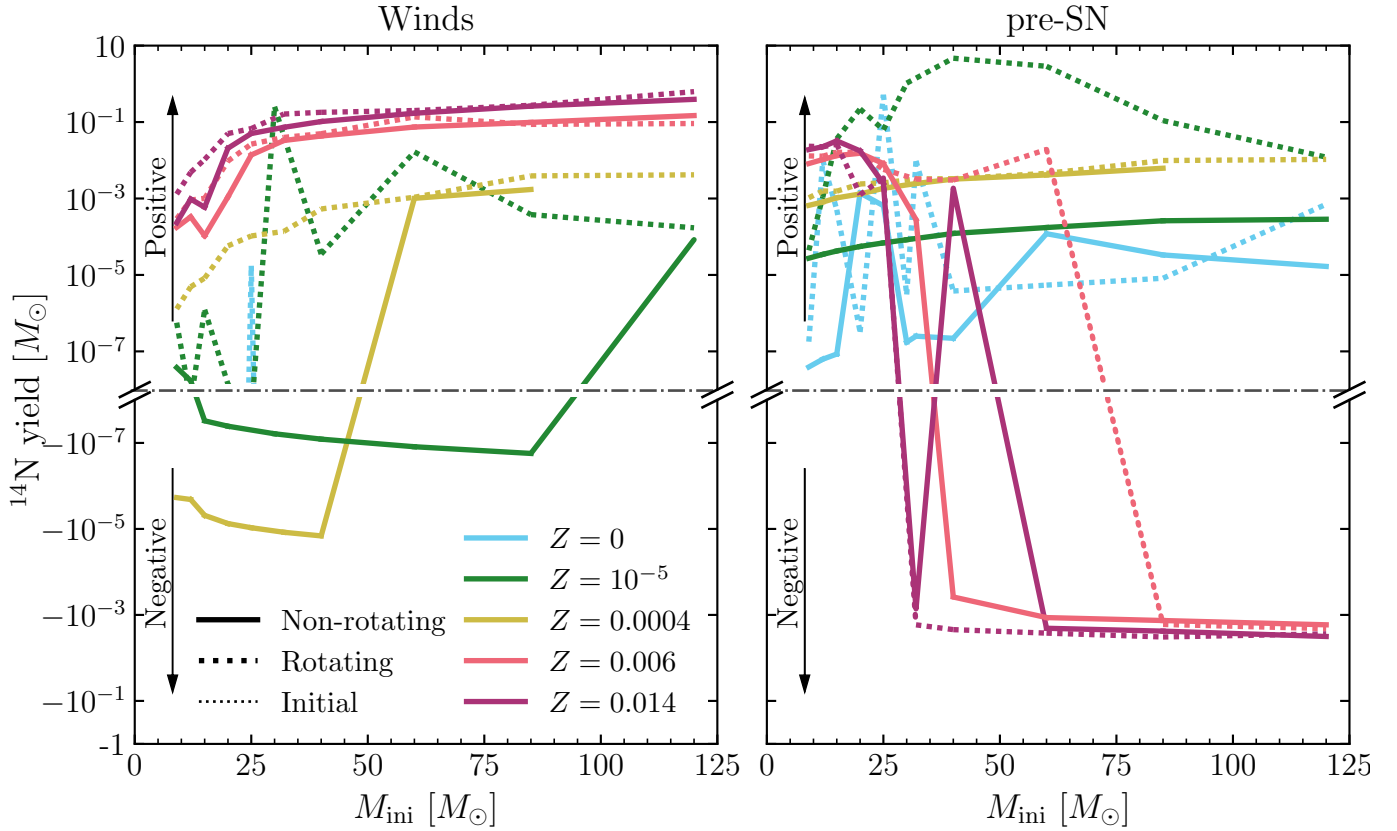 Winds
pre-SN
10
10⁻¹
10⁻³
10⁻⁵
10⁻⁷
−10⁻⁷
−10⁻⁵
−10⁻³
−10⁻¹
-1
¹⁴N yield [M⊙]
Positive
Negative
Non-rotating
Rotating
Initial
Z = 0
Z = 10⁻⁵
Z = 0.0004
Z = 0.006
Z = 0.014
0 25 50 75 100 125
M_ini [M⊙]
Positive
Negative
0 25 50 75 100 125
M_ini [M⊙]